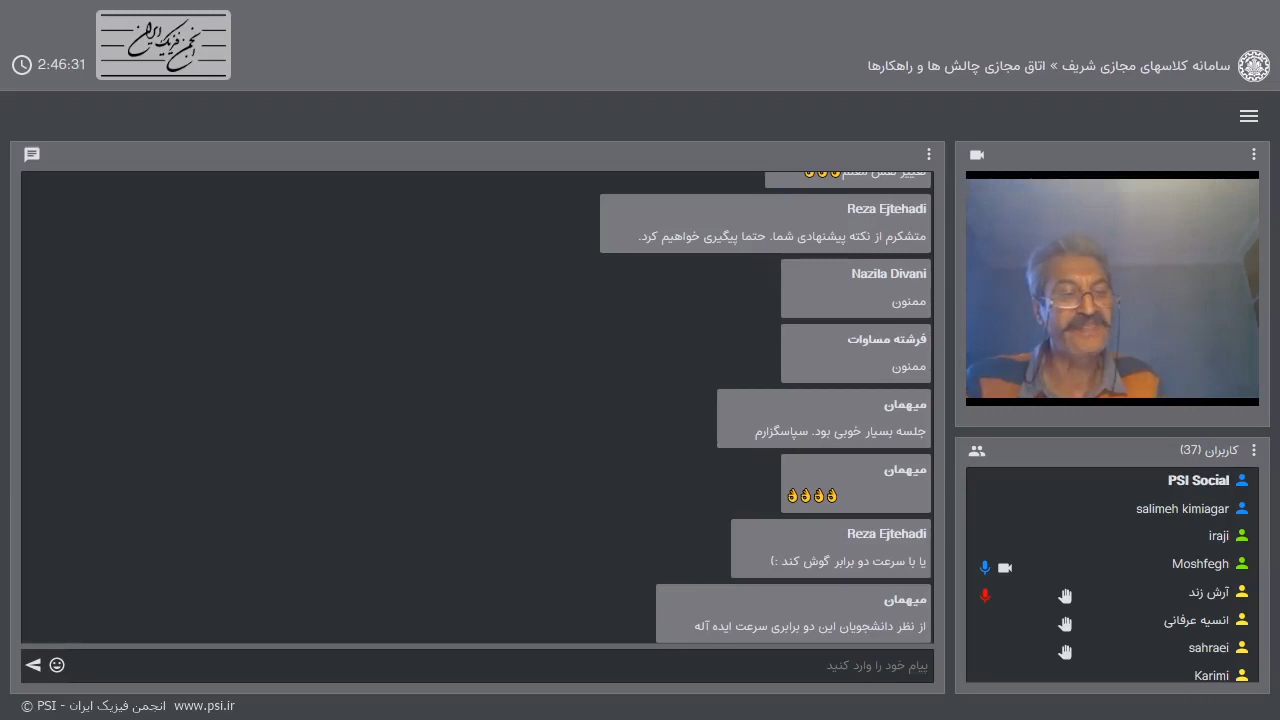 انجمن فیزیک ایران
2:46:31
سامانه کلاسهای مجازی شریف » اتاق مجازی چالش ها و راهکارها
Reza Ejtehadi
متشکرم از نکته پیشنهادی شما. حتما پیگیری خواهیم کرد.
Nazila Divani
ممنون
فرشته مساوات
ممنون
میهمان
جلسه بسیار خوبی بود. سپاسگزارم
میهمان
👌👌👌👌
Reza Ejtehadi
یا با سرعت دو برابر گوش کند :)
میهمان
از نظر دانشجویان این دو برابری سرعت ایده آله
پیام خود را وارد کنید
کاربران (37)
PSI Social
salimeh kimiagar
iraji
Moshfegh
آرش زند
انسیه عرفانی
sahraei
Karimi
© PSI - انجمن فیزیک ایران www.psi.ir